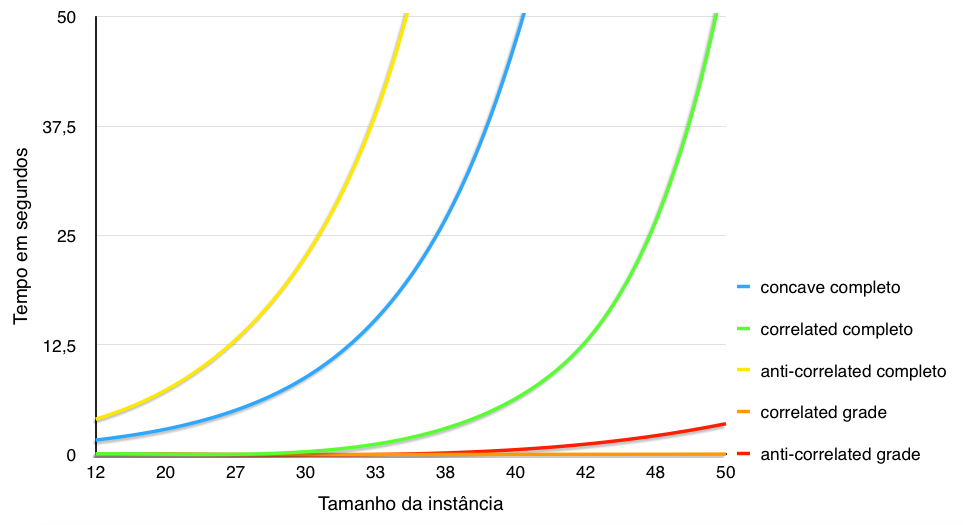 50
37,5
25
12,5
0
Tempo em segundos
12 20 27 30 33 38 40 42 48 50
Tamanho da instância
concave completo
correlated completo
anti-correlated completo
correlated grade
anti-correlated grade